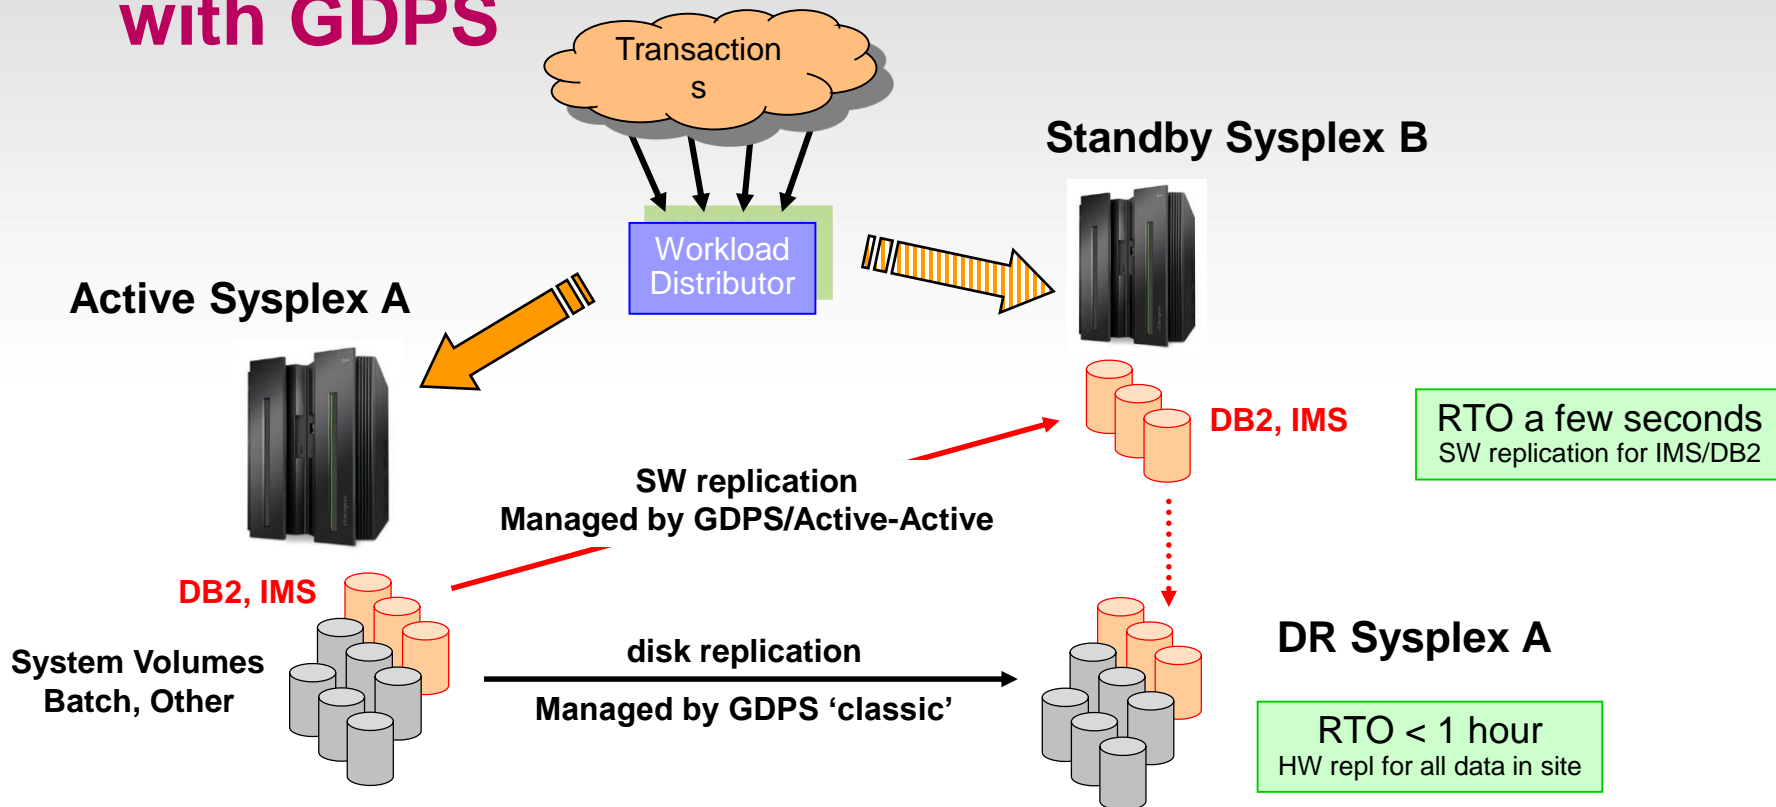 with GDPS
Transaction
s
Standby Sysplex B
Workload
Distributor
Active Sysplex A
DB2, IMS
RTO a few seconds
SW replication for IMS/DB2
SW replication
Managed by GDPS/Active-Active
DB2, IMS
System Volumes
Batch, Other
disk replication
Managed by GDPS ‘classic’
DR Sysplex A
RTO < 1 hour
HW repl for all data in site